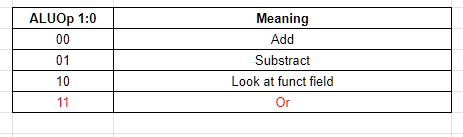 ALUOp 1:0 Meaning
00 Add
01 Substract
10 Look at funct field
11 Or